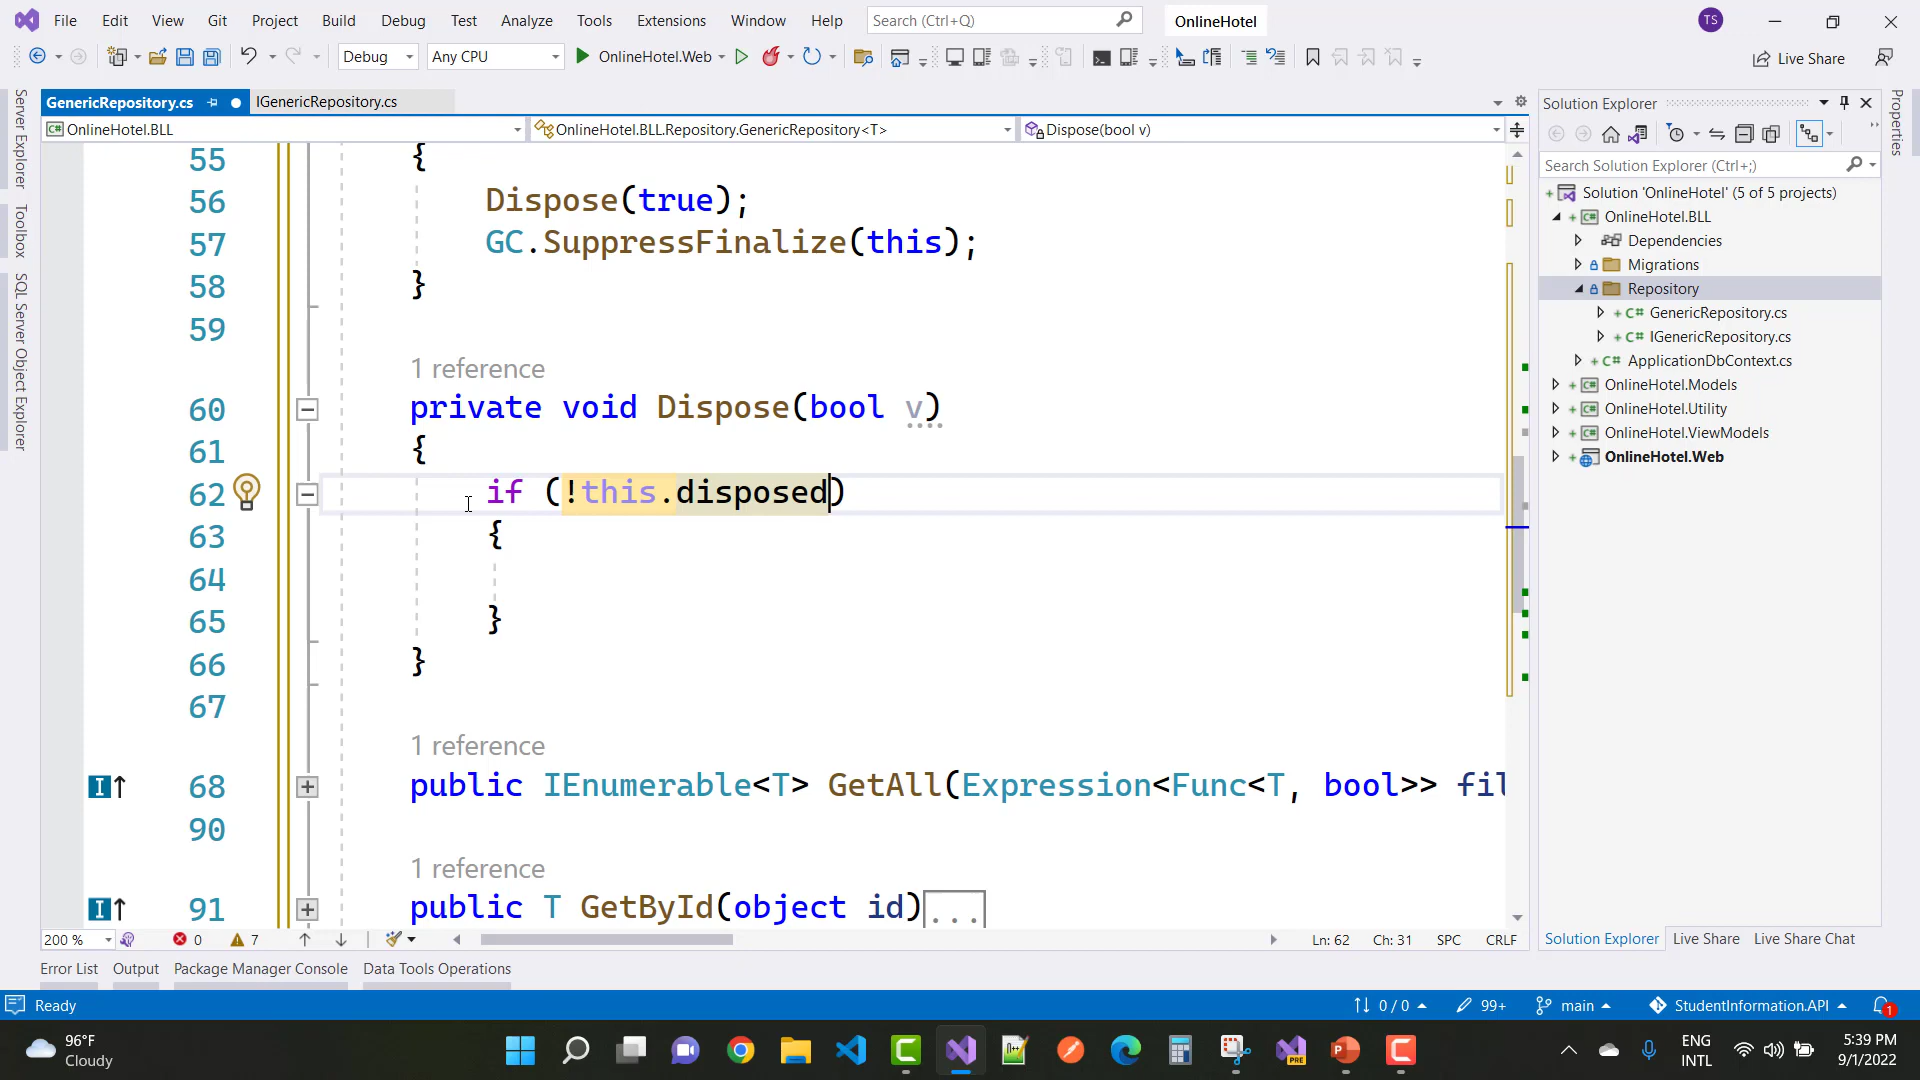 File Edit View Git Project Build Debug Test Analyze Tools Extensions Window Help Search (Ctrl+Q) OnlineHotel TS
Debug Any CPU OnlineHotel.Web Live Share
GenericRepository.cs IGenericRepository.cs
OnlineHotel.BLL OnlineHotel.BLL.Repository.GenericRepository<T> Dispose(bool v)
Server Explorer
Toolbox
SQL Server Object Explorer
55 {
56 Dispose(true);
57 GC.SuppressFinalize(this);
58 }
59
1 reference
60 private void Dispose(bool v)
61 {
62 if (!this.disposed)
63 {
64
65 }
66 }
67
1 reference
68 public IEnumerable<T> GetAll(Expression<Func<T, bool>> fil
90
1 reference
91 public T GetById(object id)...
200 % 0 7 Ln: 62 Ch: 31 SPC CRLF
Solution Explorer
Search Solution Explorer (Ctrl+;)
Solution 'OnlineHotel' (5 of 5 projects)
OnlineHotel.BLL
Dependencies
Migrations
Repository
GenericRepository.cs
IGenericRepository.cs
ApplicationDbContext.cs
OnlineHotel.Models
OnlineHotel.Utility
OnlineHotel.ViewModels
OnlineHotel.Web
Solution Explorer Live Share Live Share Chat
Properties
Error List Output Package Manager Console Data Tools Operations
Ready 0 / 0 99+ main StudentInformation.API 1
96°F
Cloudy
PRE
ENG
INTL
5:39 PM
9/1/2022